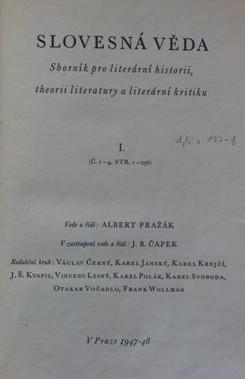 SLOVESNÁ VĚDA
Sborník pro literární historii,
theorii literatury a literární kritiku
I.
(Č. 1–4, STR. 1–256)
Vede a řídí: ALBERT PRAŽÁK
V zastoupení vede a řídí: J. B. ČAPEK
Redakční kruh: VÁCLAV ČERNÝ, KAREL JANSKÝ, KAREL KREJČÍ,
J. Š. KVAPIL, VINCENC LESNÝ, KAREL POLÁK, KAREL SVOBODA,
OTAKAR VOČADLO, FRANK WOLLMAN
V Praze 1947-48